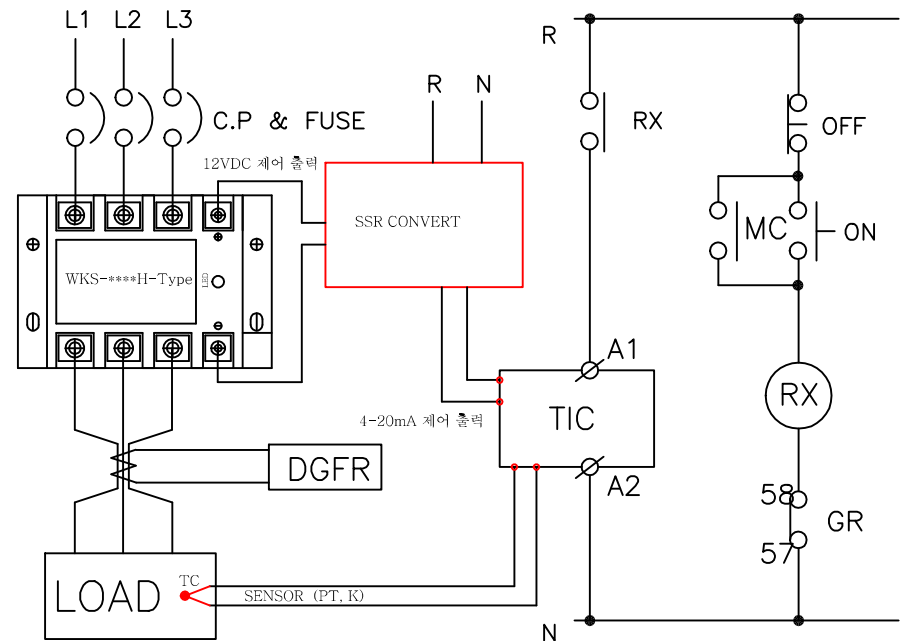 L1 L2 L3
R
R N
C.P & FUSE
RX
OFF
12VDC 제어 출력
SSR CONVERT
MC
ON
WKS-****H-Type
LED
A1
RX
TIC
4-20mA 제어 출력
DGFR
A2
58
GR
57
LOAD
TC
SENSOR (PT, K)
N